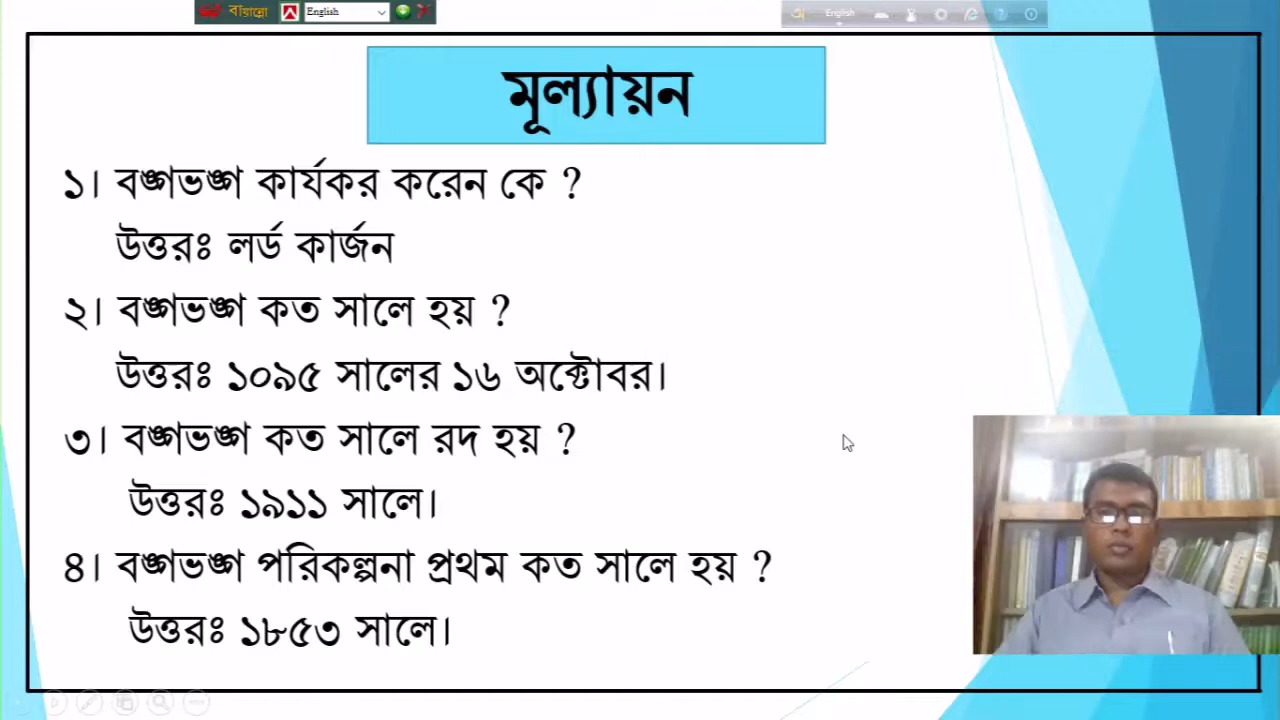 বায়ান্নো
English
English
মূল্যায়ন
১। বঙ্গভঙ্গ কার্যকর করেন কে ?
উত্তরঃ লর্ড কার্জন
২। বঙ্গভঙ্গ কত সালে হয় ?
উত্তরঃ ১০৯৫ সালের ১৬ অক্টোবর।
৩। বঙ্গভঙ্গ কত সালে রদ হয় ?
উত্তরঃ ১৯১১ সালে।
৪। বঙ্গভঙ্গ পরিকল্পনা প্রথম কত সালে হয় ?
উত্তরঃ ১৮৫৩ সালে।